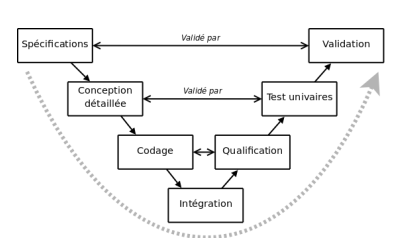 Validé par
Spécifications
Validation
Validé par
Conception
détaillée
Test univaires
Codage
Qualification
Intégration